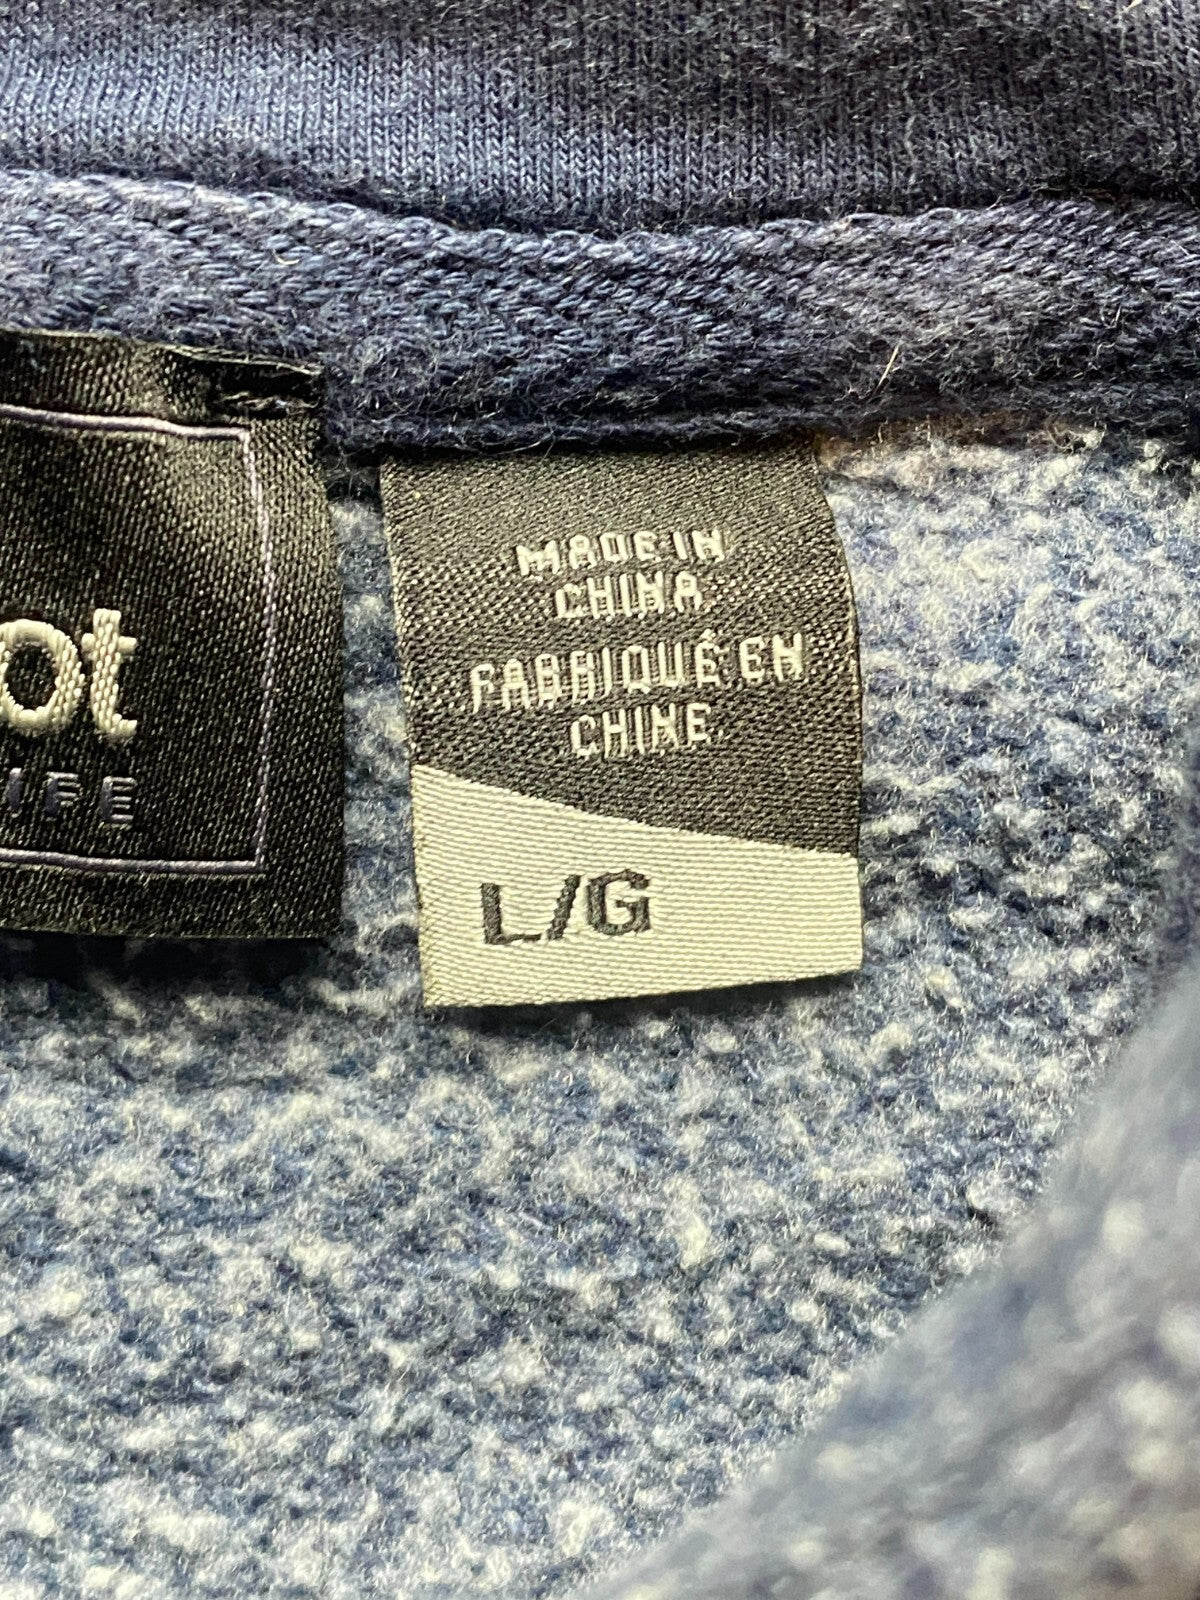 ot
IFE
MADE IN
CHINA
FABRIQUÉ EN
CHINE
L/G